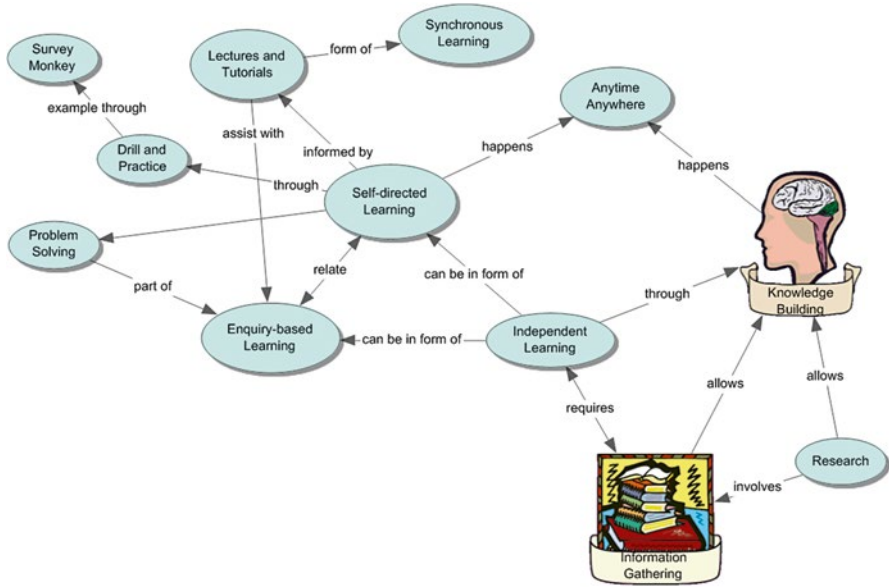 Survey
Monkey
Lectures and
Tutorials
form of
Synchronous
Learning
Anytime
Anywhere
example through
assist with
informed by
happens
happens
Drill and
Practice
through
Self-directed
Learning
Problem
Solving
part of
relate
can be in form of
through
Knowledge
Building
Enquiry-based
Learning
can be in form of
Independent
Learning
allows
allows
requires
Research
involves
Information
Gathering